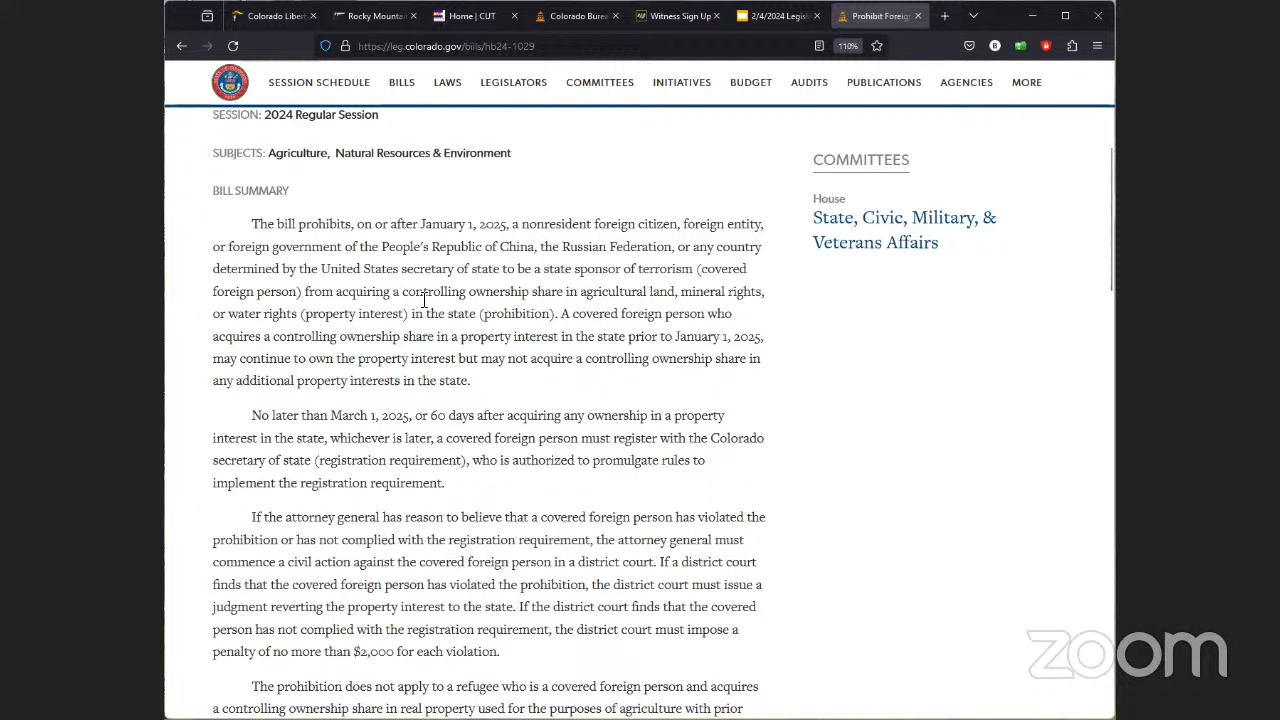 Colorado Libert
Rocky Mountain
Home | CUT
Colorado Burea
Witness Sign Up
2/4/2024 Legisl
Prohibit Foreign
https://leg.colorado.gov/bills/hb24-1029
110%
SESSION SCHEDULE BILLS LAWS LEGISLATORS COMMITTEES INITIATIVES BUDGET AUDITS PUBLICATIONS AGENCIES MORE
SESSION: 2024 Regular Session
SUBJECTS: Agriculture, Natural Resources & Environment
BILL SUMMARY
The bill prohibits, on or after January 1, 2025, a nonresident foreign citizen, foreign entity,
or foreign government of the People's Republic of China, the Russian Federation, or any country
determined by the United States secretary of state to be a state sponsor of terrorism (covered
foreign person) from acquiring a controlling ownership share in agricultural land, mineral rights,
or water rights (property interest) in the state (prohibition). A covered foreign person who
acquires a controlling ownership share in a property interest in the state prior to January 1, 2025,
may continue to own the property interest but may not acquire a controlling ownership share in
any additional property interests in the state.
No later than March 1, 2025, or 60 days after acquiring any ownership in a property
interest in the state, whichever is later, a covered foreign person must register with the Colorado
secretary of state (registration requirement), who is authorized to promulgate rules to
implement the registration requirement.
If the attorney general has reason to believe that a covered foreign person has violated the
prohibition or has not complied with the registration requirement, the attorney general must
commence a civil action against the covered foreign person in a district court. If a district court
finds that the covered foreign person has violated the prohibition, the district court must issue a
judgment reverting the property interest to the state. If the district court finds that the covered
person has not complied with the registration requirement, the district court must impose a
penalty of no more than $2,000 for each violation.
The prohibition does not apply to a refugee who is a covered foreign person and acquires
a controlling ownership share in real property used for the purposes of agriculture with prior
COMMITTEES
House
State, Civic, Military, &
Veterans Affairs
zoom